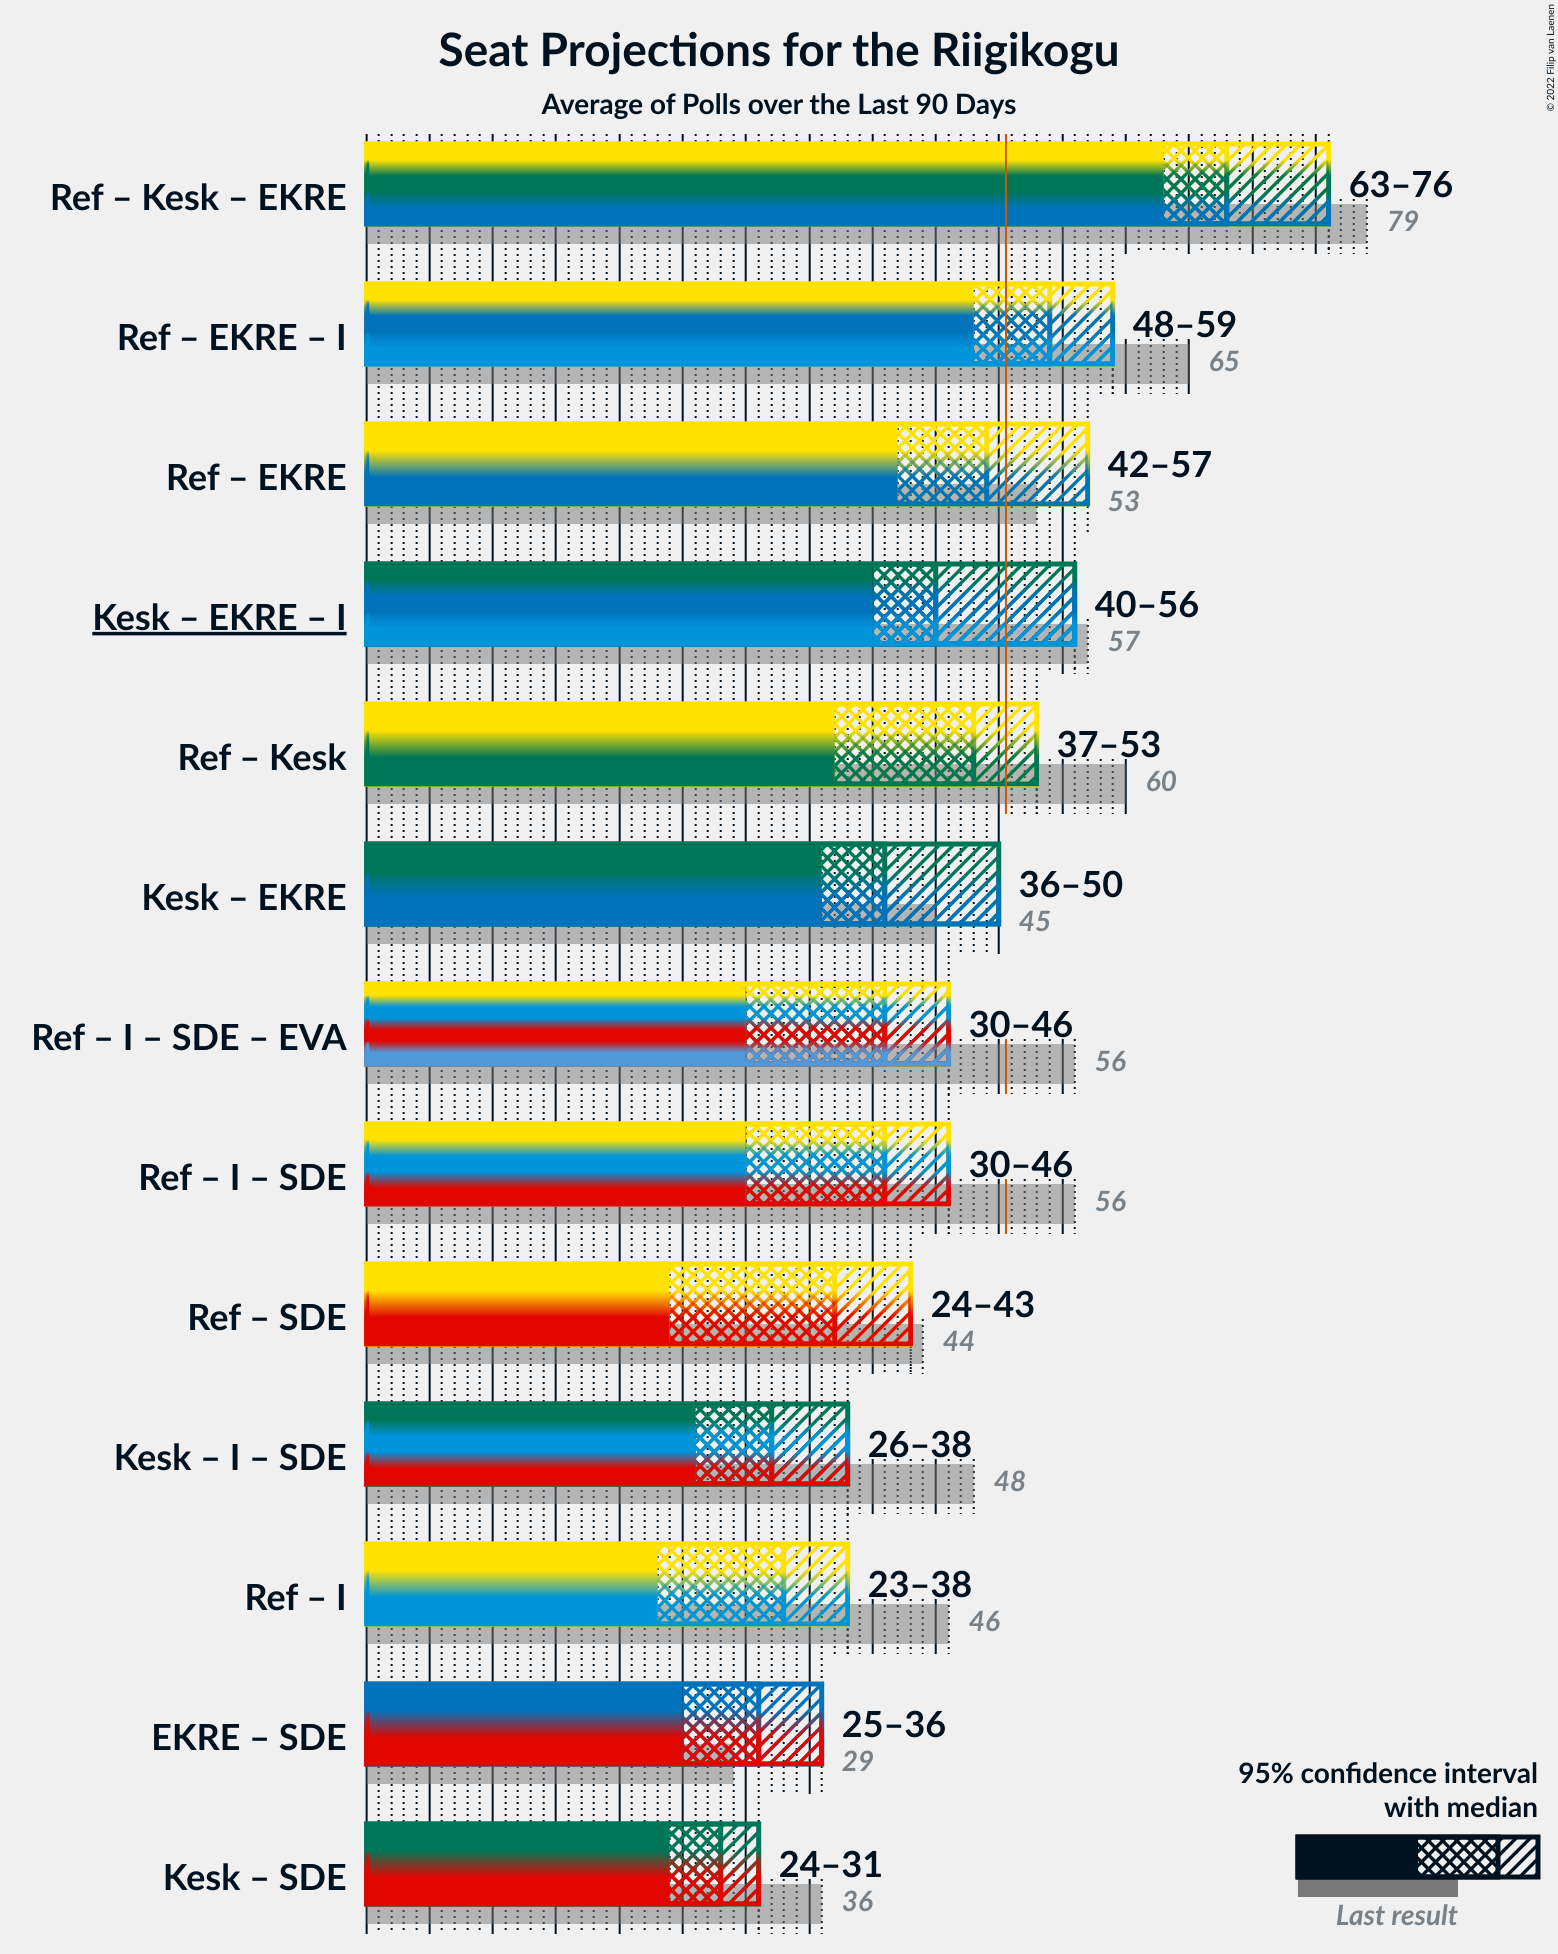 Seat Projections for the Riigikogu
Average of Polls over the Last 90 Days
© 2022 Filip van Laenen
Ref – Kesk – EKRE
63–76
79
Ref – EKRE – I
48–59
65
Ref – EKRE
42–57
53
Kesk – EKRE – I
40–56
57
Ref – Kesk
37–53
60
Kesk – EKRE
36–50
45
Ref – I – SDE – EVA
30–46
56
Ref – I – SDE
30–46
56
Ref – SDE
24–43
44
Kesk – I – SDE
26–38
48
Ref – I
23–38
46
EKRE – SDE
25–36
29
Kesk – SDE
24–31
36
95% confidence interval
with median
Last result